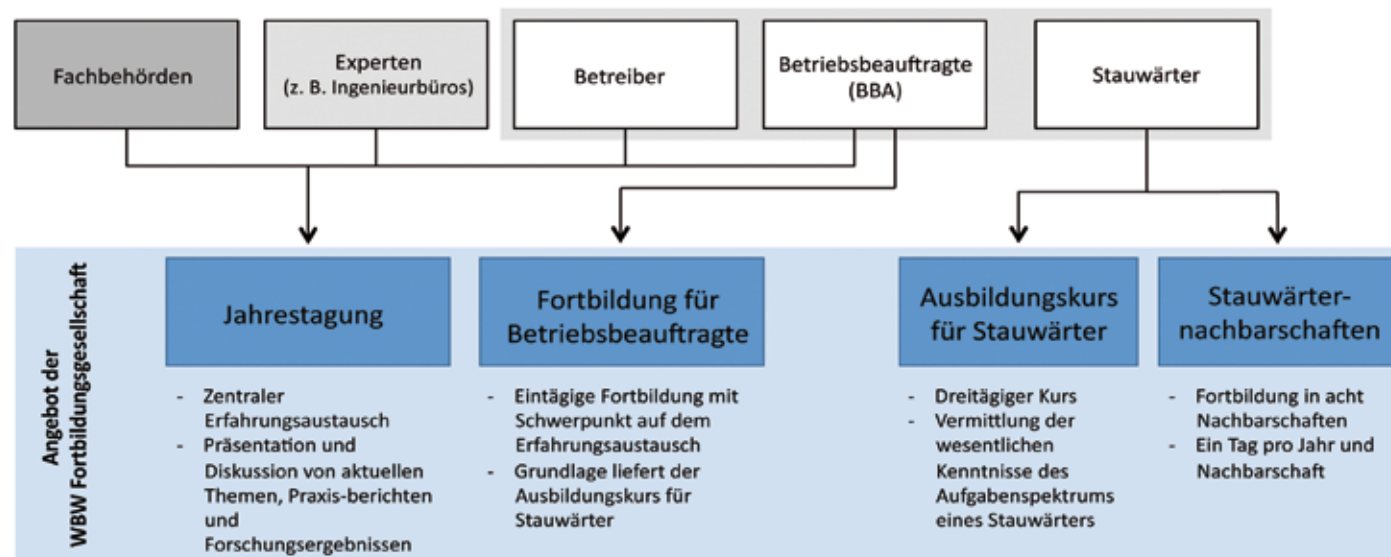 Fachbehörden
Experten
(z. B. Ingenieurbüros)
Betreiber
Betriebsbeauftragte
(BBA)
Stauwärter
Angebot der
WBW Fortbildungsgesellschaft
Jahrestagung
- Zentraler
Erfahrungsaustausch
- Präsentation und
Diskussion von aktuellen
Themen, Praxis-berichten
und
Forschungsergebnissen
Fortbildung für
Betriebsbeauftragte
- Eintägige Fortbildung mit
Schwerpunkt auf dem
Erfahrungsaustausch
- Grundlage liefert der
Ausbildungskurs für
Stauwärter
Ausbildungskurs
für Stauwärter
- Dreitägiger Kurs
- Vermittlung der
wesentlichen
Kenntnisse des
Aufgabenspektrums
eines Stauwärters
Stauwärter-
nachbarschaften
- Fortbildung in acht
Nachbarschaften
- Ein Tag pro Jahr und
Nachbarschaft